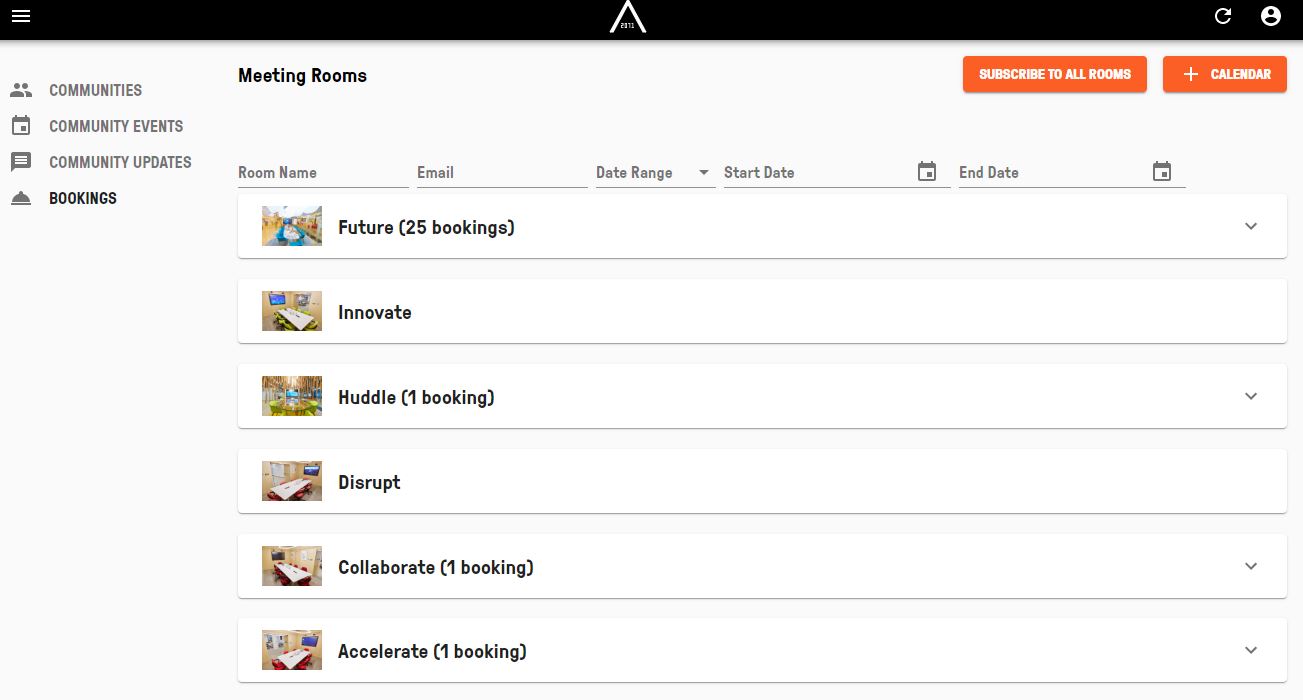 2071
Meeting Rooms
SUBSCRIBE TO ALL ROOMS
CALENDAR
COMMUNITIES
COMMUNITY EVENTS
COMMUNITY UPDATES
BOOKINGS
Room Name
Email
Date Range
Start Date
End Date
Future (25 bookings)
Innovate
Huddle (1 booking)
Disrupt
Collaborate (1 booking)
Accelerate (1 booking)